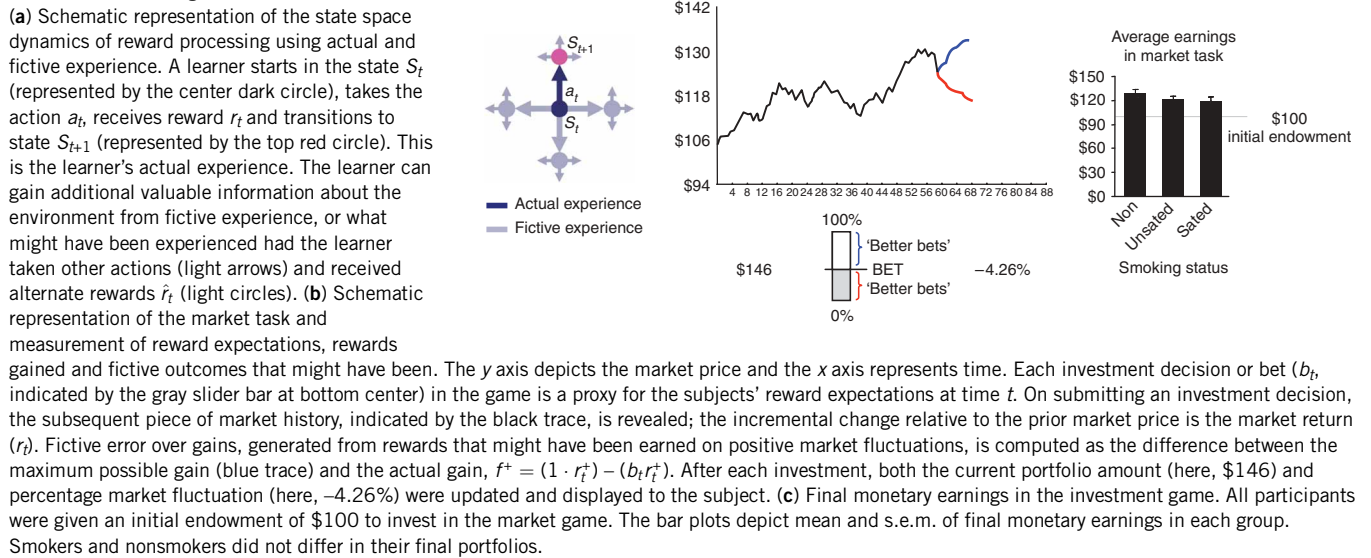 (a) Schematic representation of the state space
dynamics of reward processing using actual and
fictive experience. A learner starts in the state St
(represented by the center dark circle), takes the
action at, receives reward rt and transitions to
state St+1 (represented by the top red circle). This
is the learner's actual experience. The learner can
gain additional valuable information about the
environment from fictive experience, or what
might have been experienced had the learner
taken other actions (light arrows) and received
alternate rewards r̂t (light circles). (b) Schematic
representation of the market task and
measurement of reward expectations, rewards
gained and fictive outcomes that might have been. The y axis depicts the market price and the x axis represents time. Each investment decision or bet (bt,
indicated by the gray slider bar at bottom center) in the game is a proxy for the subjects' reward expectations at time t. On submitting an investment decision,
the subsequent piece of market history, indicated by the black trace, is revealed; the incremental change relative to the prior market price is the market return
(rt). Fictive error over gains, generated from rewards that might have been earned on positive market fluctuations, is computed as the difference between the
maximum possible gain (blue trace) and the actual gain, f+ = (1 · rt+) – (btrt+). After each investment, both the current portfolio amount (here, $146) and
percentage market fluctuation (here, –4.26%) were updated and displayed to the subject. (c) Final monetary earnings in the investment game. All participants
were given an initial endowment of $100 to invest in the market game. The bar plots depict mean and s.e.m. of final monetary earnings in each group.
Smokers and nonsmokers did not differ in their final portfolios.
St+1
at
St
Actual experience
Fictive experience
$142
$130
$118
$106
$94
4 8 12 16 20 24 28 32 36 40 44 48 52 56 60 64 68 72 76 80 84 88
100%
'Better bets'
$146
BET
–4.26%
'Better bets'
0%
Average earnings
in market task
$150
$120
$90
$60
$30
$0
$100
initial endowment
Non
Unsated
Sated
Smoking status